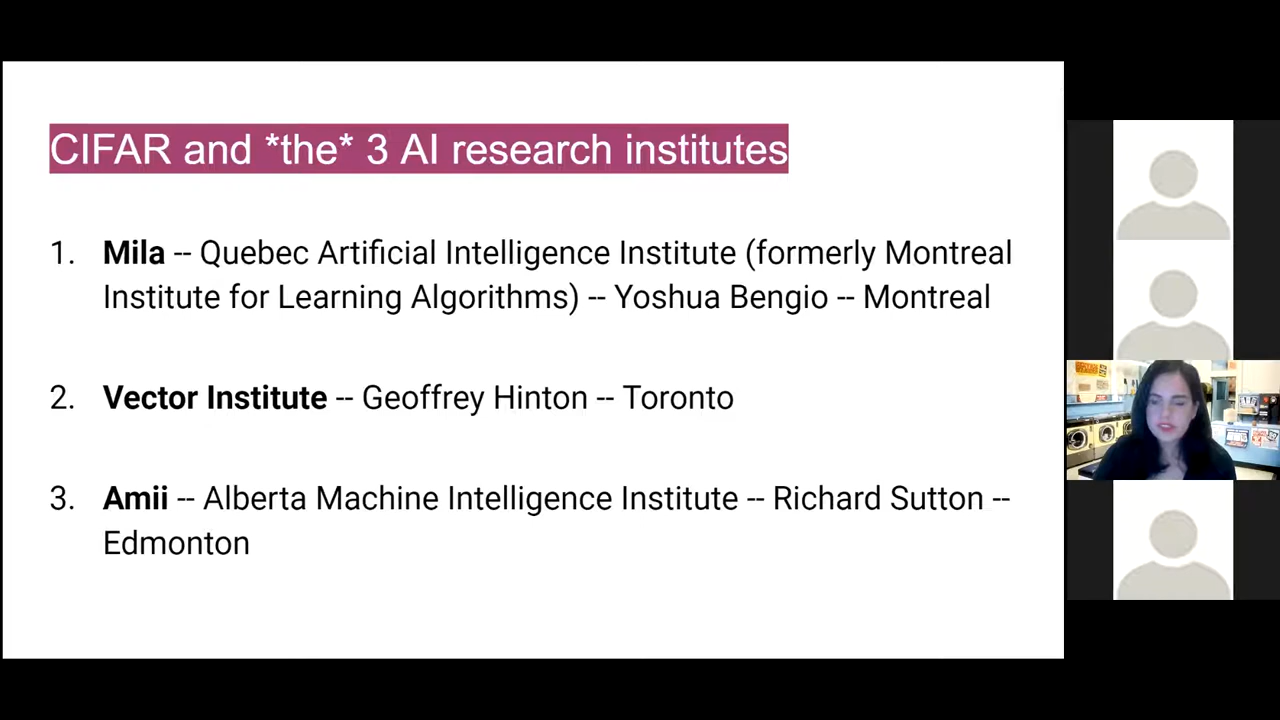 CIFAR and *the* 3 AI research institutes
1. Mila -- Quebec Artificial Intelligence Institute (formerly Montreal
Institute for Learning Algorithms) -- Yoshua Bengio -- Montreal
2. Vector Institute -- Geoffrey Hinton -- Toronto
3. Amii -- Alberta Machine Intelligence Institute -- Richard Sutton --
Edmonton